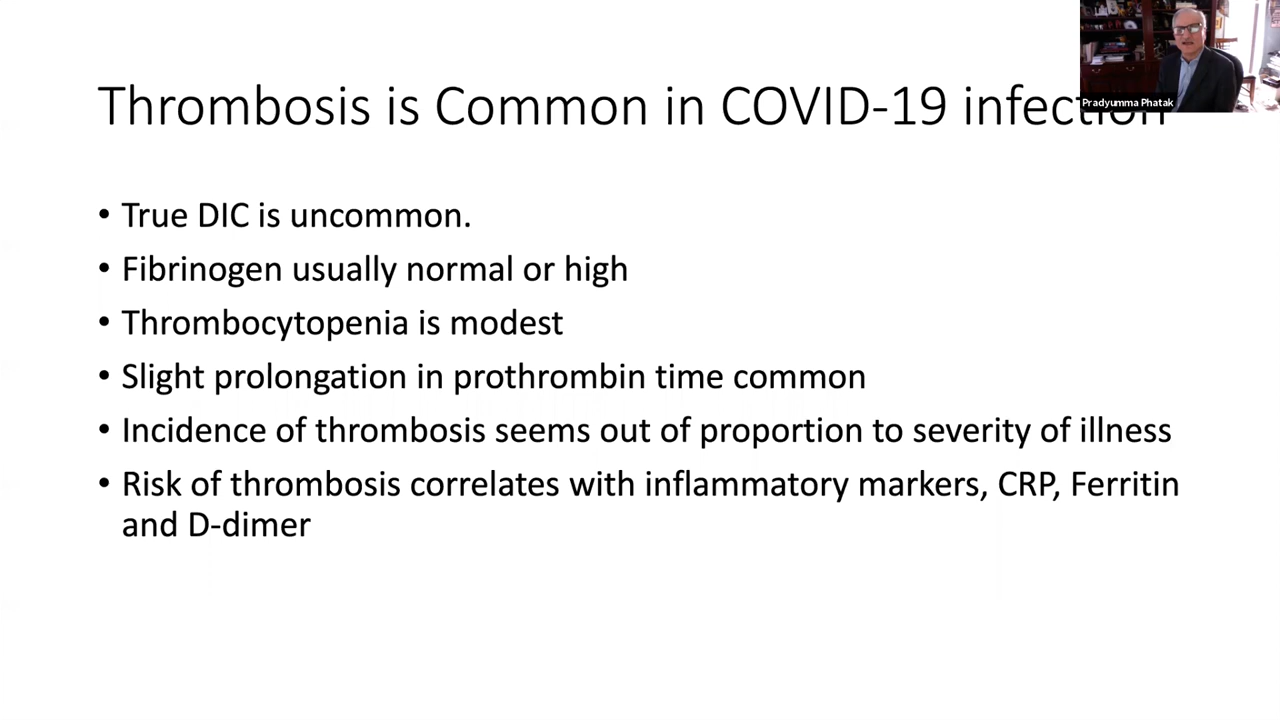 Pradyumma Phatak
Thrombosis is Common in COVID-19 infection
• True DIC is uncommon.
• Fibrinogen usually normal or high
• Thrombocytopenia is modest
• Slight prolongation in prothrombin time common
• Incidence of thrombosis seems out of proportion to severity of illness
• Risk of thrombosis correlates with inflammatory markers, CRP, Ferritin
and D-dimer